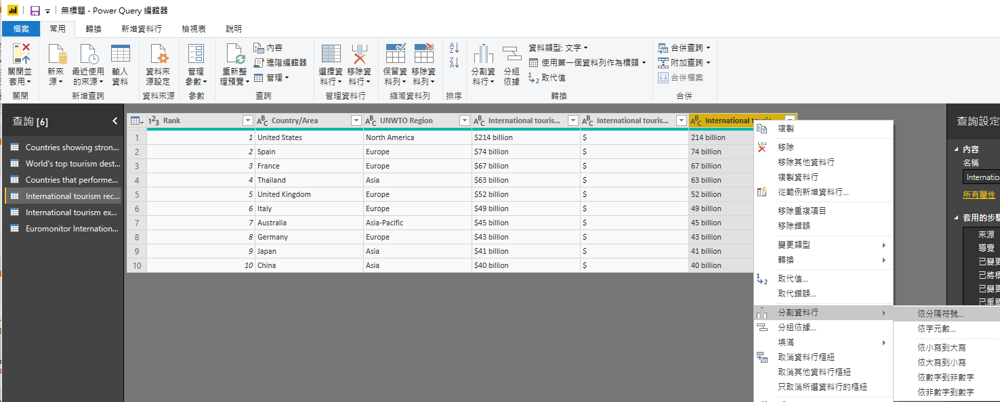 無標題 - Power Query 編輯器
檔案 常用 轉換 新增資料行 檢視表 說明
關閉並
套用
關閉
新來
源
最近使用
的來源
輸入
資料
新增查詢
資料來
源設定
資料來源
管理
參數
參數
重新整
理預覽
內容
進階編輯器
管理
查詢
選擇資
料行
移除資
料行
管理資料行
保留資
料列
移除資
料列
縮減資料列
排序
分割資
料行
分組
依據
資料類型: 文字
使用第一個資料列作為標頭
1 2 取代值
轉換
合併查詢
附加查詢
合併檔案
合併
查詢 [6]
Countries showing stron...
World's top tourism dest...
Countries that performe...
International tourism rec...
International tourism ex...
Euromonitor Internation...
1 2 3 Rank A B C Country/Area A B C UNWTO Region A B C International touris... A B C International touris... A B C International touris...
1 1 United States North America $214 billion $ 214 billion
2 2 Spain Europe $74 billion $ 74 billion
3 3 France Europe $67 billion $ 67 billion
4 4 Thailand Asia $63 billion $ 63 billion
5 5 United Kingdom Europe $52 billion $ 52 billion
6 6 Italy Europe $49 billion $ 49 billion
7 7 Australia Asia-Pacific $45 billion $ 45 billion
8 8 Germany Europe $43 billion $ 43 billion
9 9 Japan Asia $41 billion $ 41 billion
10 10 China Asia $40 billion $ 40 billion
複製
移除
移除其他資料行
複製資料行
從範例新增資料行...
移除重複項目
移除錯誤
變更類型
轉換
取代值...
取代錯誤...
分割資料行
分組依據...
填滿
取消資料行樞紐
取消其他資料行樞紐
只取消所選資料行的樞紐
依分隔符號...
依字元數...
依小寫到大寫
依大寫到小寫
依數字到非數字
依非數字到數字
查詢設定
內容
名稱
Internatio
所有屬性
套用的步驟
來源
導覽
已變更
已將標
已變更
已重